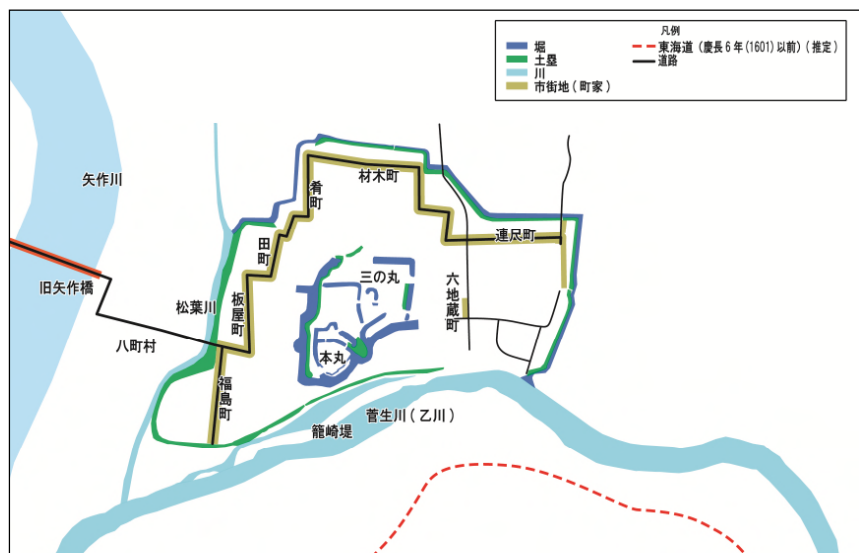 凡例
堀
土塁
川
市街地(町家)
東海道(慶長6年(1601)以前)(推定)
道路
矢作川
材木町
肴町
連尺町
田町
三の丸
旧矢作橋
六地蔵町
松葉川
板屋町
八町村
本丸
福島町
菅生川(乙川)
籠崎堤